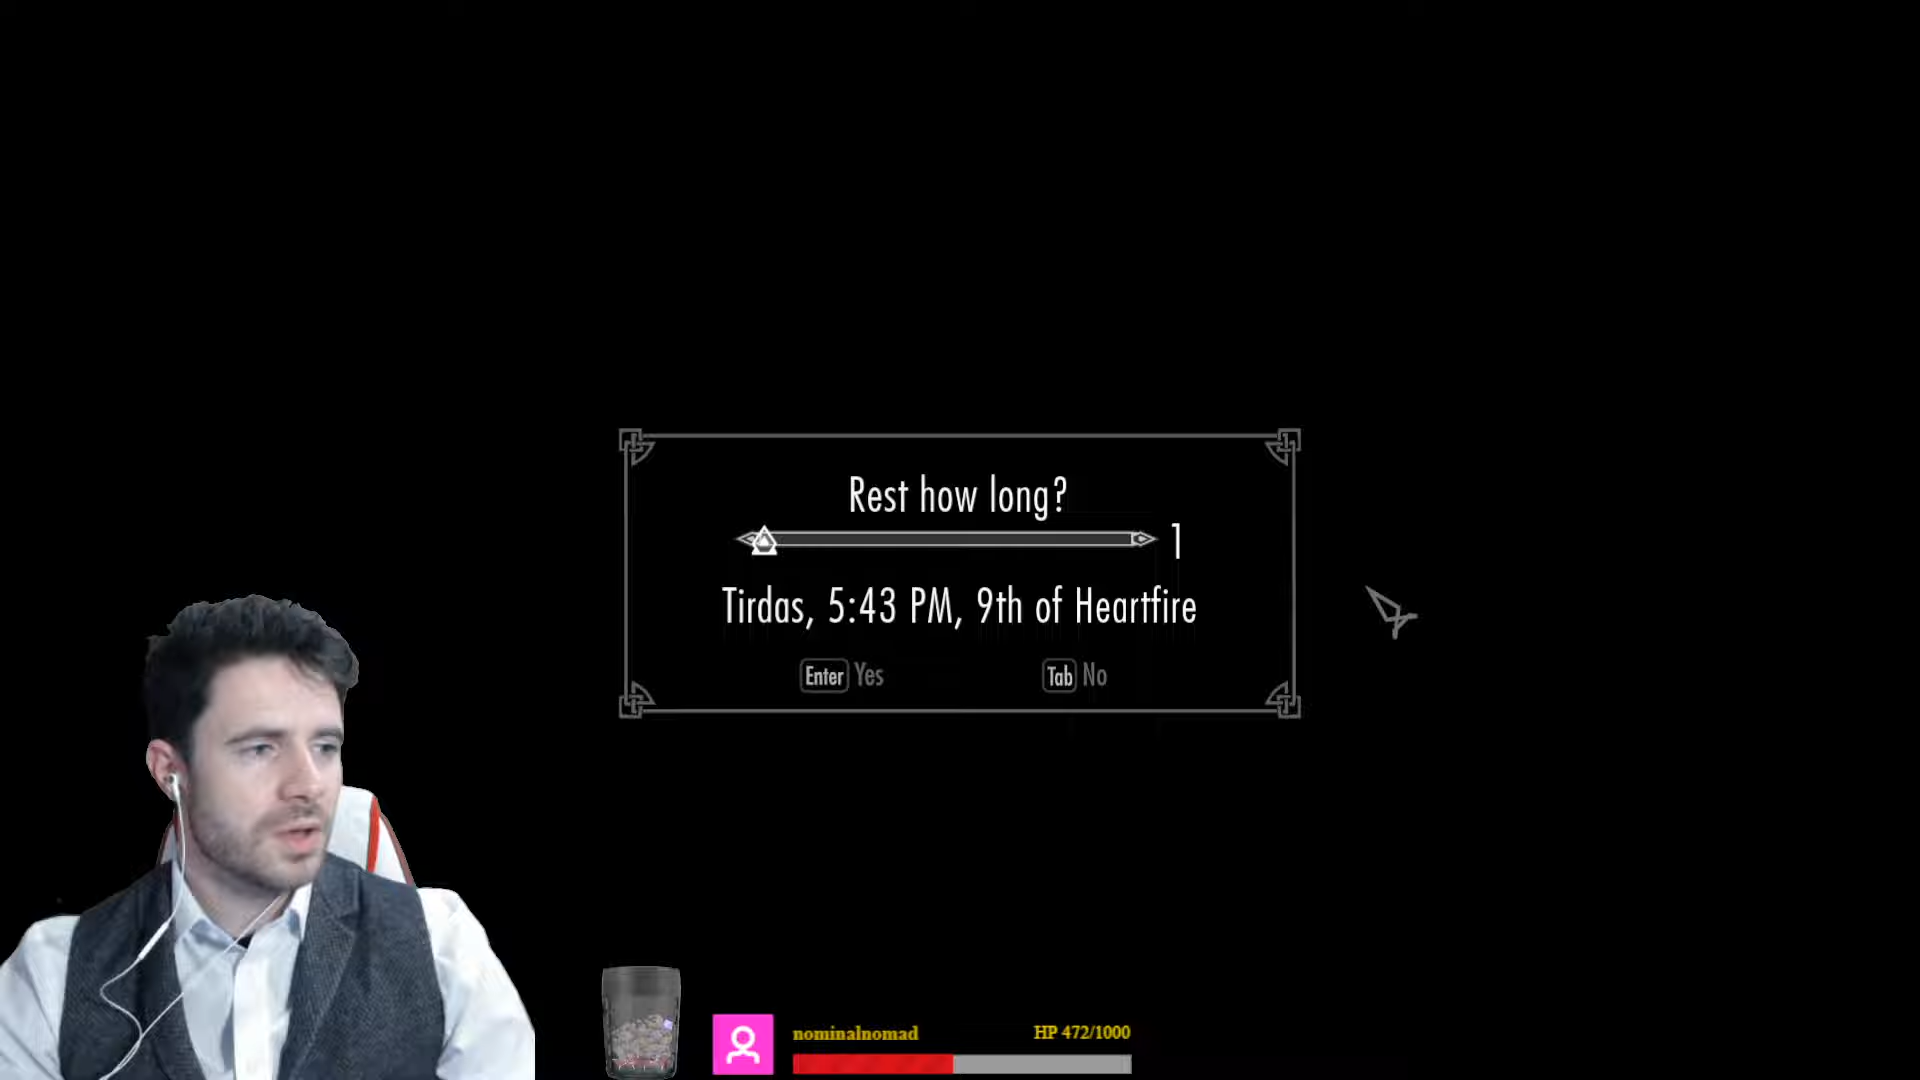 Rest how long?
1
Tirdas, 5:43 PM, 9th of Heartfire
Enter Yes
Tab No
nominalnomad
HP 472/1000